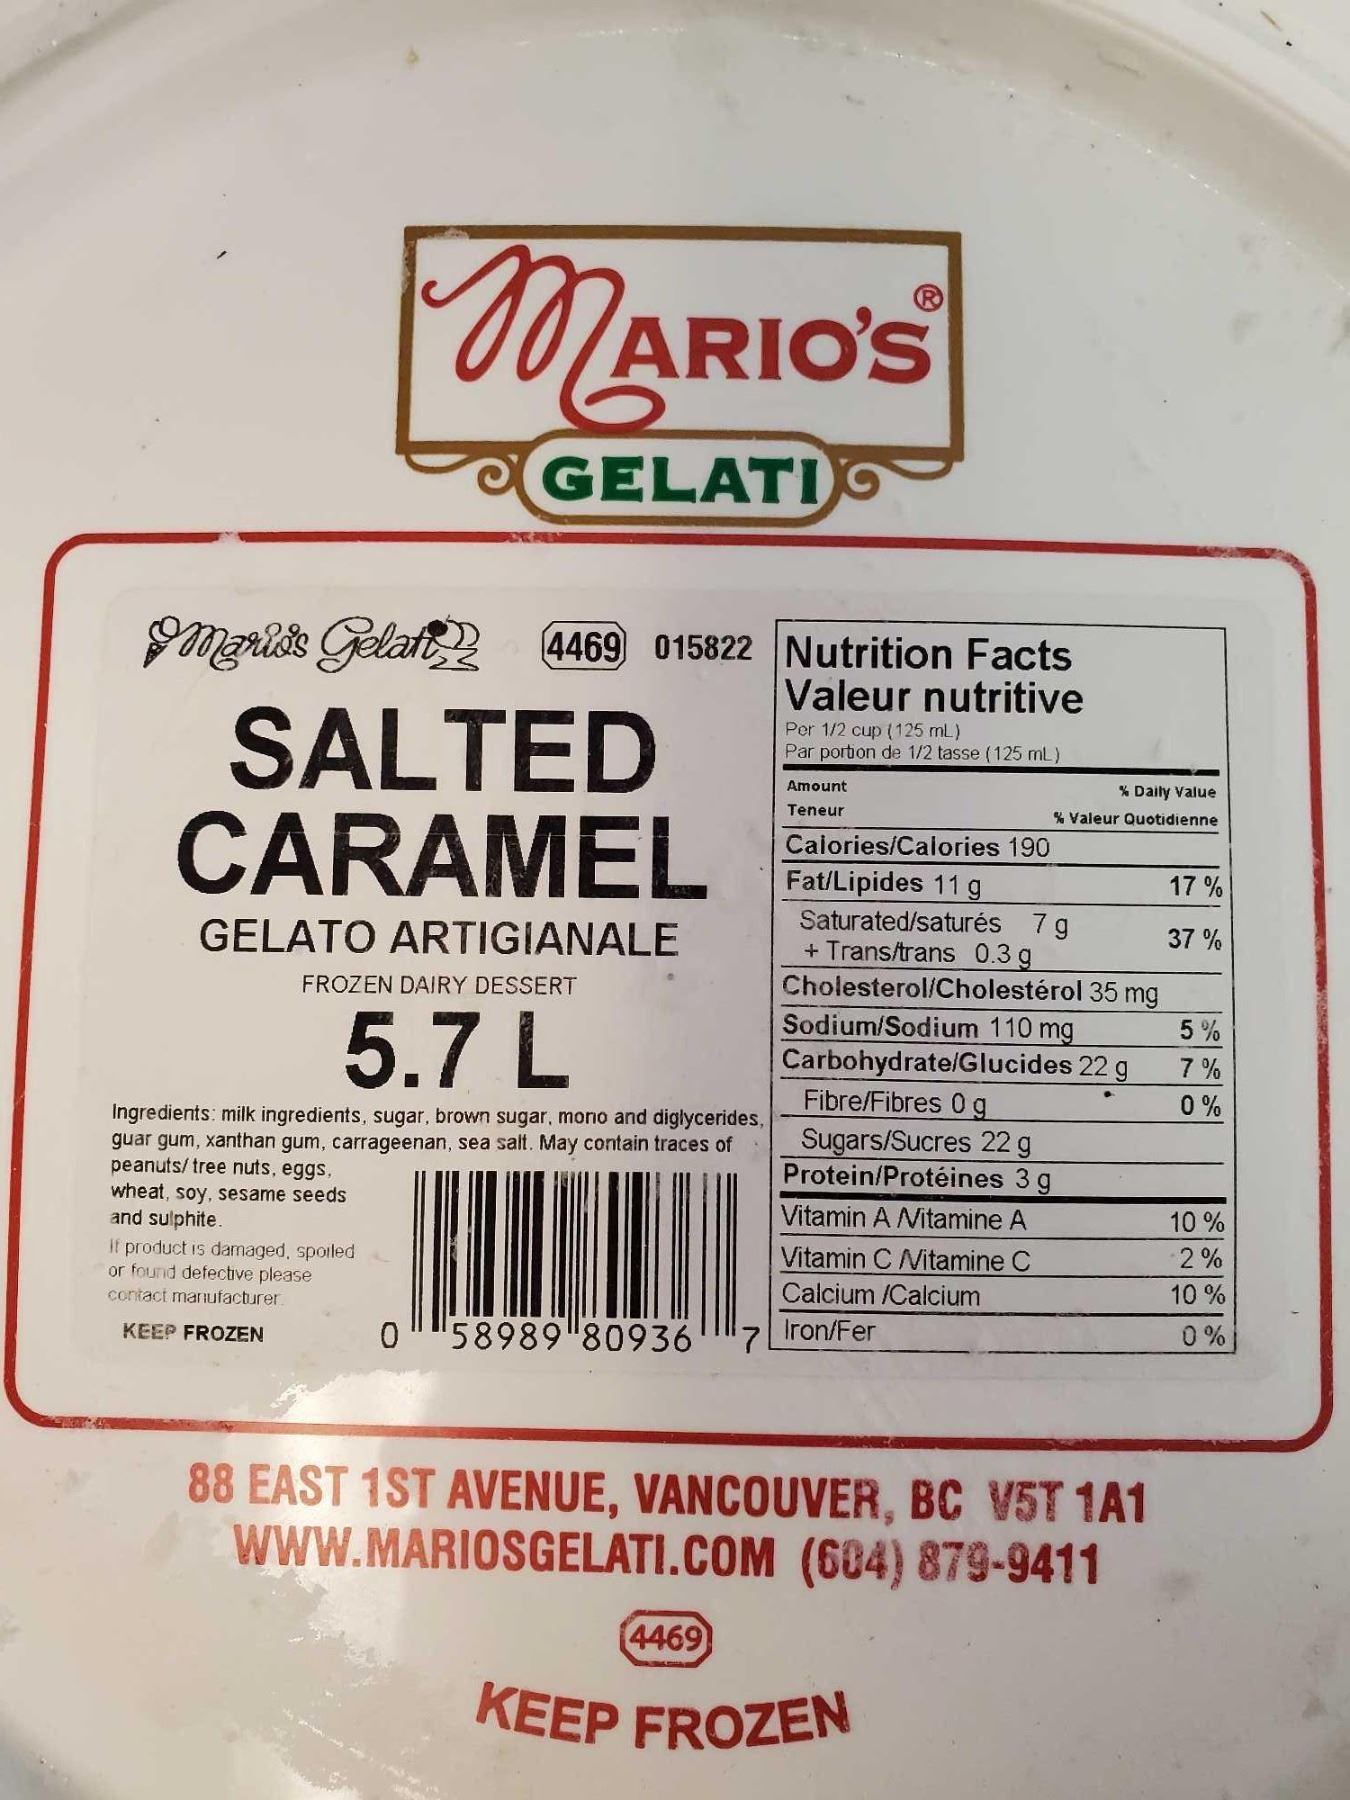 MARIO'S®
GELATI
Mario's Gelati 4469 015822
SALTED
CARAMEL
GELATO ARTIGIANALE
FROZEN DAIRY DESSERT
5.7 L
Ingredients: milk ingredients, sugar, brown sugar, mono and diglycerides,
guar gum, xanthan gum, carrageenan, sea salt. May contain traces of
peanuts/ tree nuts, eggs,
wheat, soy, sesame seeds
and sulphite.
If product is damaged, spoiled
or found defective please
contact manufacturer.
KEEP FROZEN
0 58989 80936 7
Nutrition Facts
Valeur nutritive
Per 1/2 cup (125 mL)
Par portion de 1/2 tasse (125 mL)
Amount % Daily Value
Teneur % Valeur Quotidienne
Calories/Calories 190
Fat/Lipides 11 g 17 %
Saturated/saturés 7 g
+ Trans/trans 0.3 g 37 %
Cholesterol/Cholestérol 35 mg
Sodium/Sodium 110 mg 5 %
Carbohydrate/Glucides 22 g 7 %
Fibre/Fibres 0 g 0 %
Sugars/Sucres 22 g
Protein/Protéines 3 g
Vitamin A /Vitamine A 10 %
Vitamin C /Vitamine C 2 %
Calcium /Calcium 10 %
Iron/Fer 0 %
88 EAST 1ST AVENUE, VANCOUVER, BC V5T 1A1
WWW.MARIOSGELATI.COM (604) 879-9411
4469
KEEP FROZEN